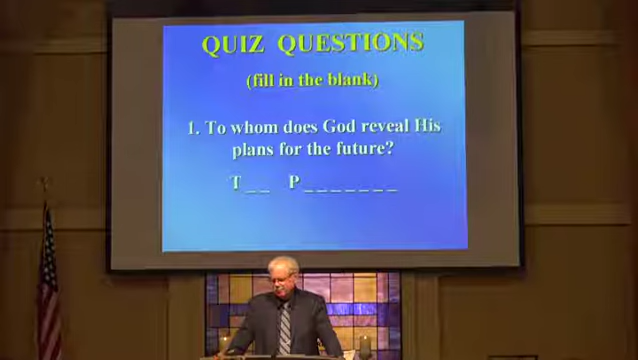 QUIZ QUESTIONS
(fill in the blank)
1. To whom does God reveal His
plans for the future?
T _ _ P _ _ _ _ _ _ _